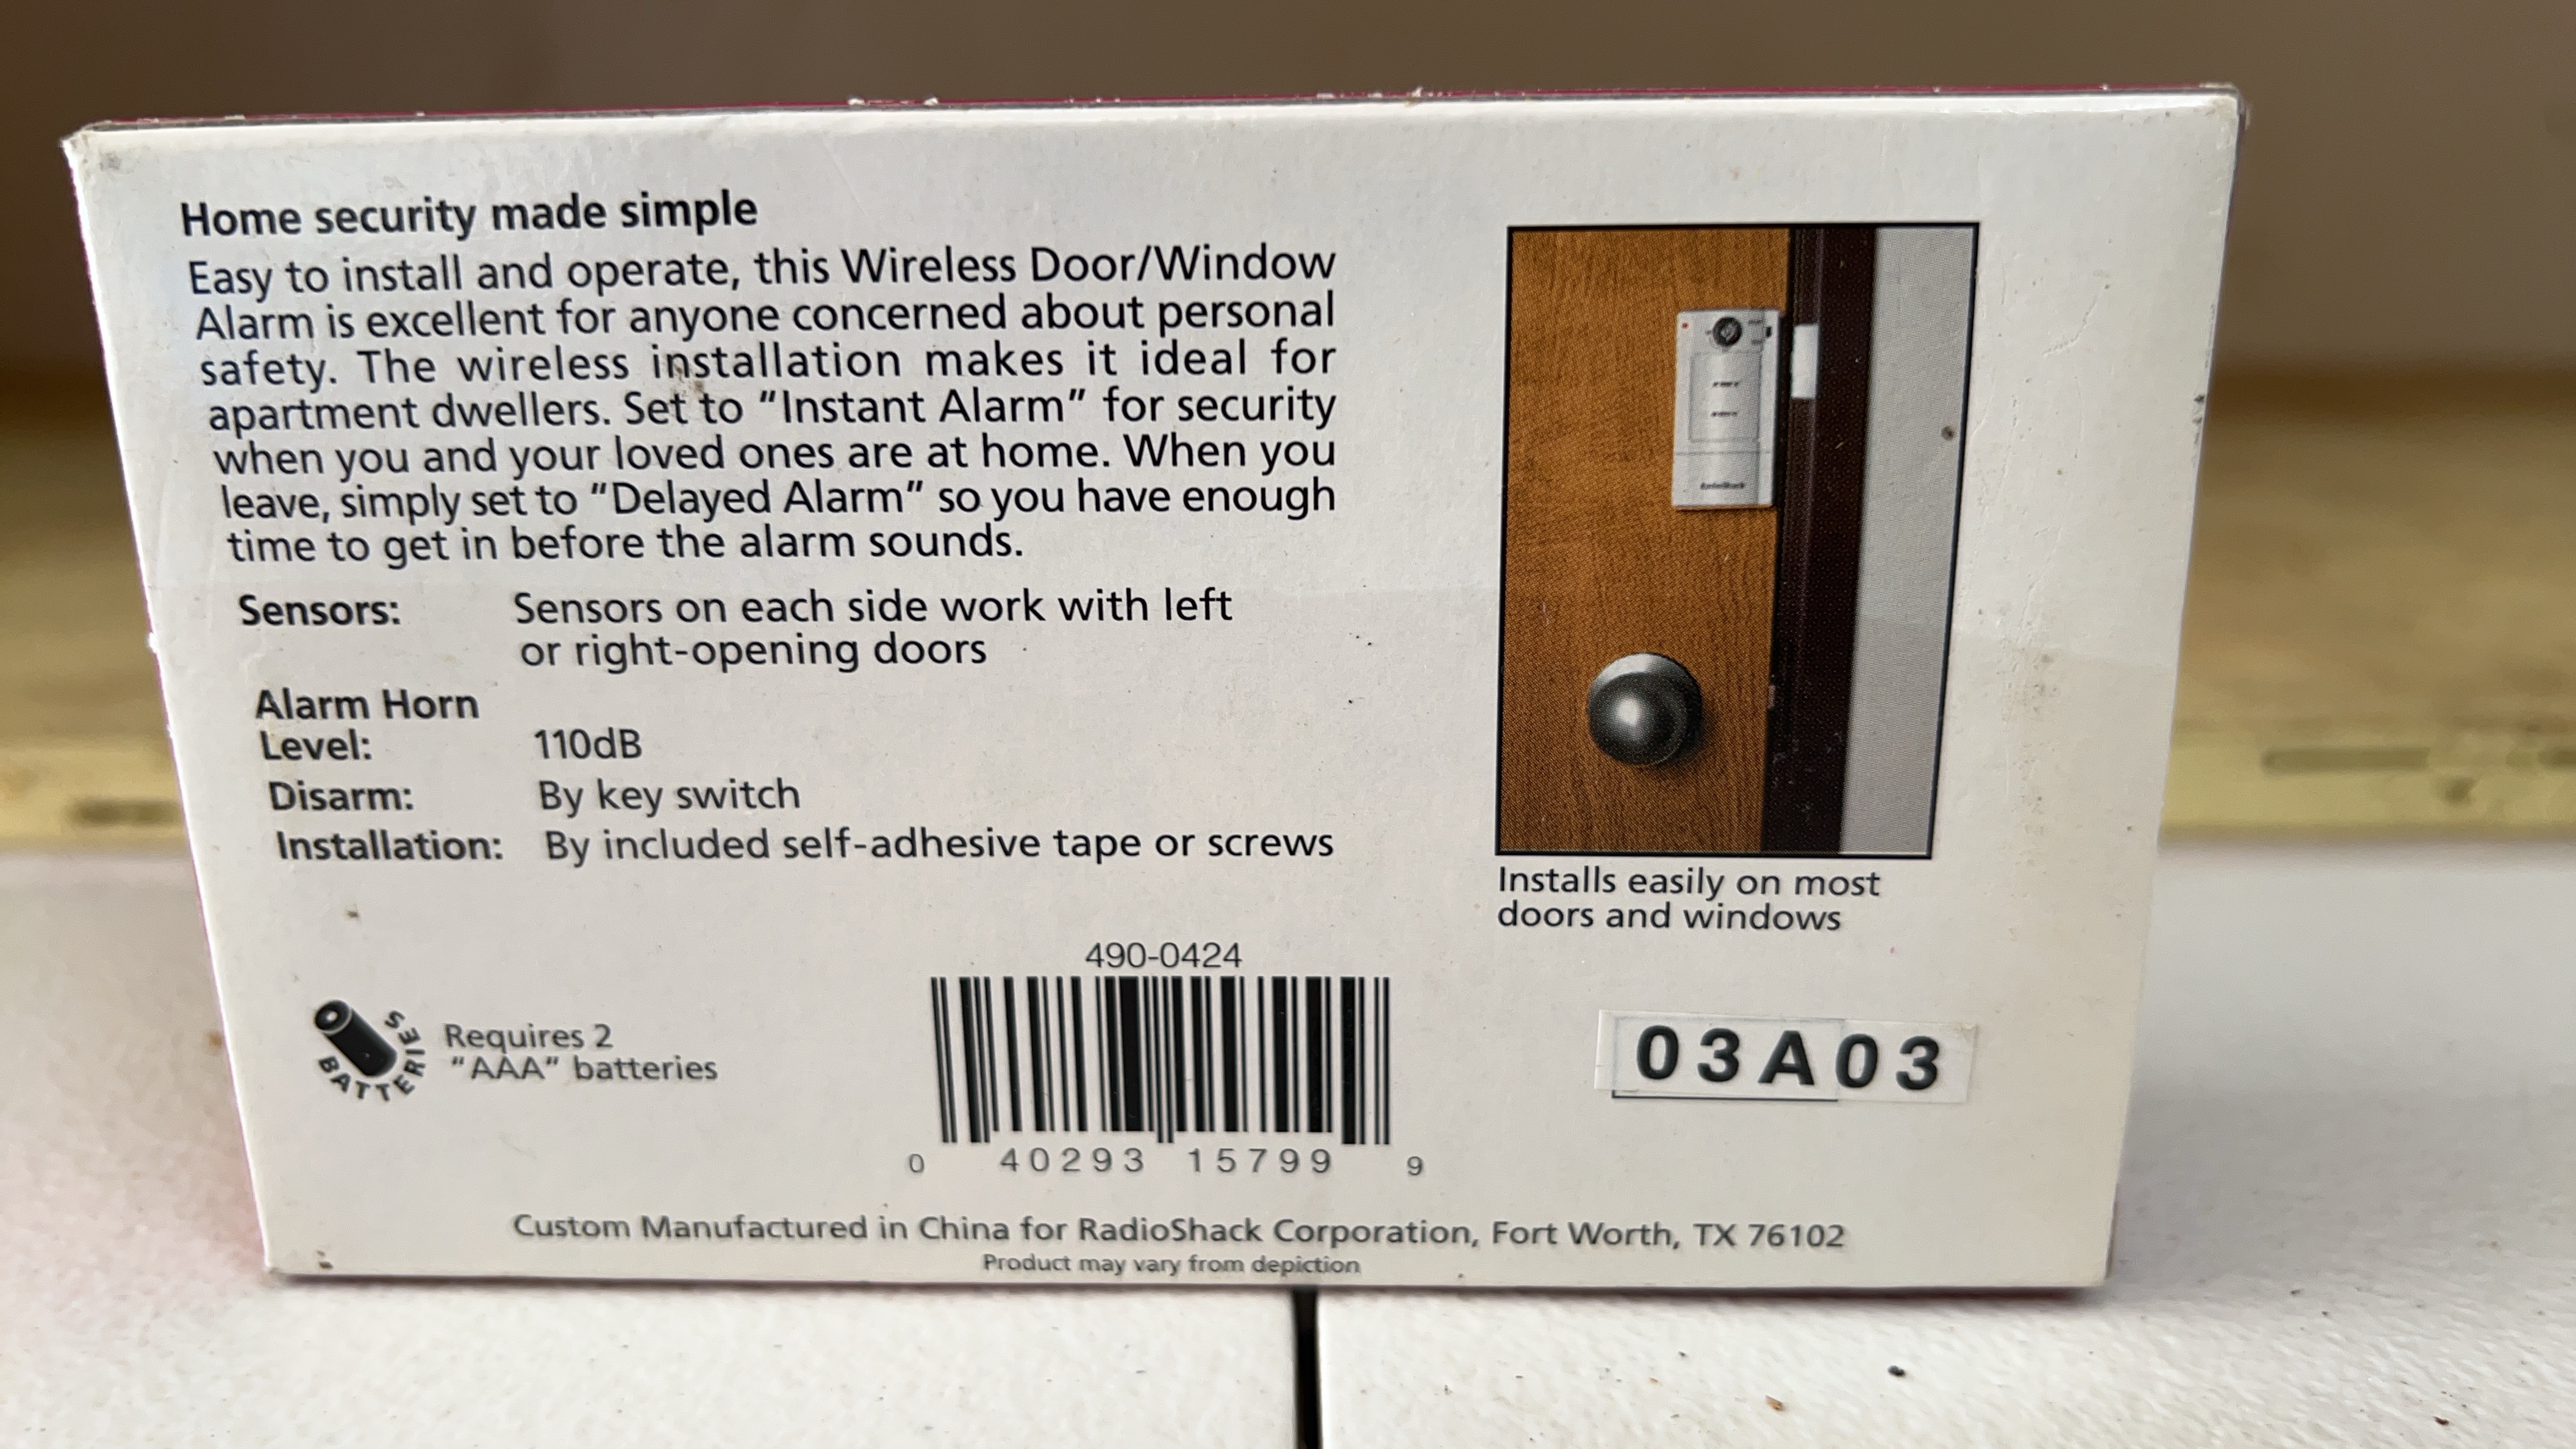 Home security made simple
Easy to install and operate, this Wireless Door/Window
Alarm is excellent for anyone concerned about personal
safety. The wireless installation makes it ideal for
apartment dwellers. Set to “Instant Alarm” for security
when you and your loved ones are at home. When you
leave, simply set to “Delayed Alarm” so you have enough
time to get in before the alarm sounds.
Sensors: Sensors on each side work with left
or right-opening doors
Alarm Horn
Level: 110dB
Disarm: By key switch
Installation: By included self-adhesive tape or screws
RadioShack
Installs easily on most
doors and windows
BATTERIES
Requires 2
“AAA” batteries
490-0424
0 40293 15799 9
03A03
Custom Manufactured in China for RadioShack Corporation, Fort Worth, TX 76102
Product may vary from depiction